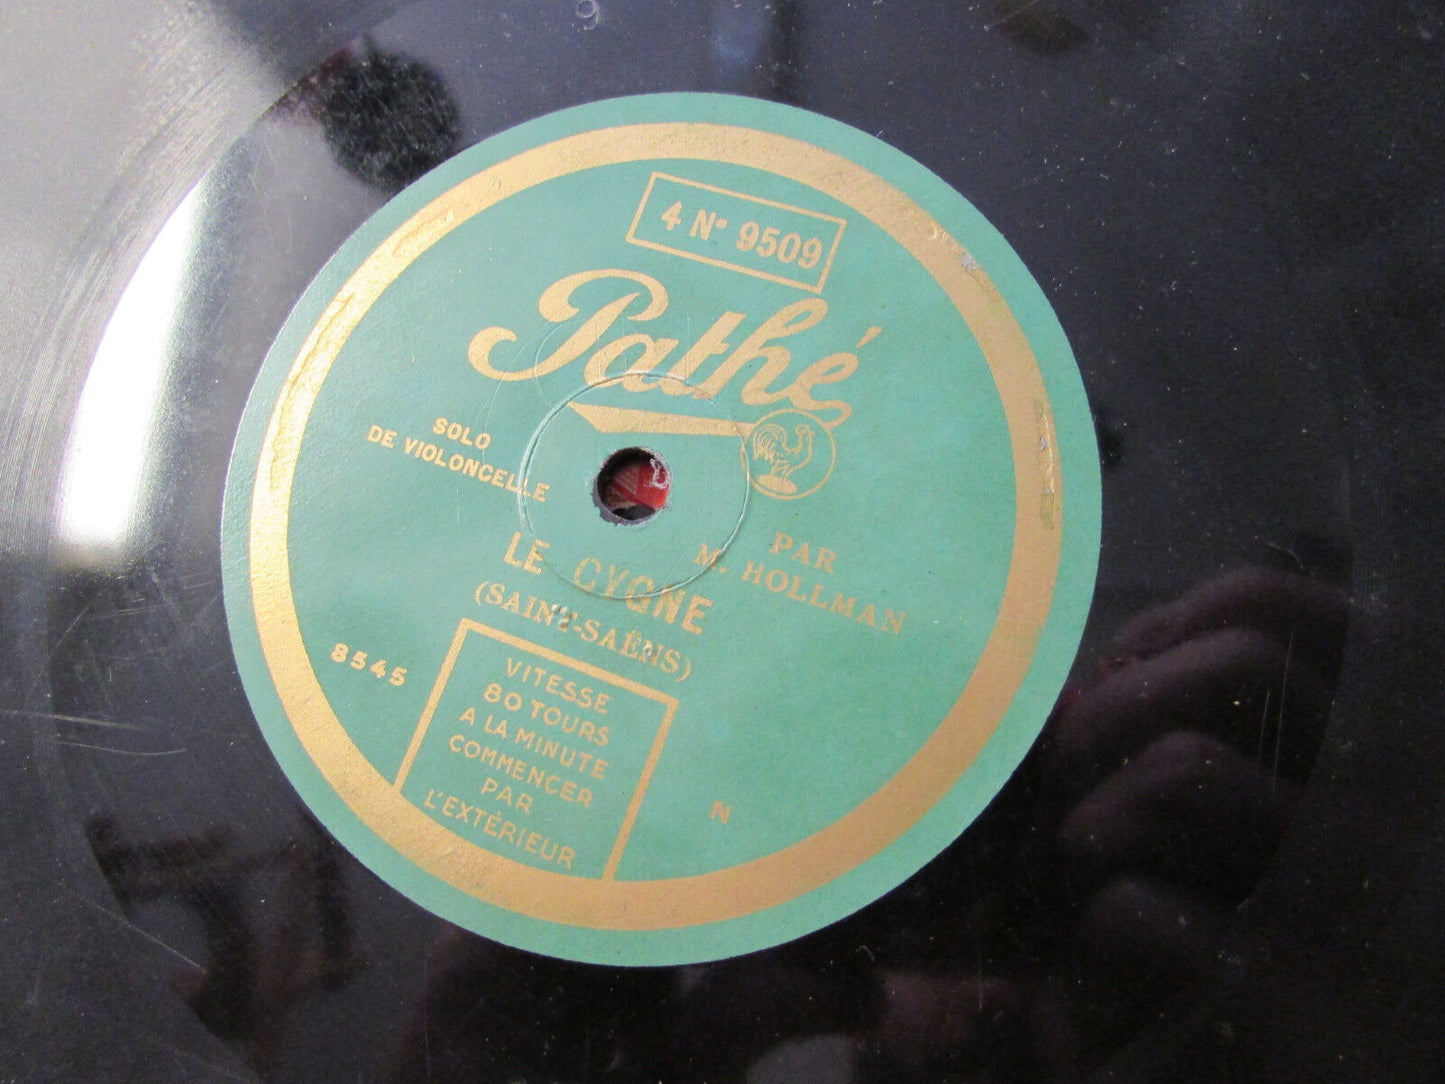 4 N° 9509
Pathé
SOLO
DE VIOLONCELLE
PAR
M. HOLLMAN
LE CYGNE
(SAINT-SAËNS)
8545
VITESSE
80 TOURS
A LA MINUTE
COMMENCER
PAR
L'EXTÉRIEUR
N